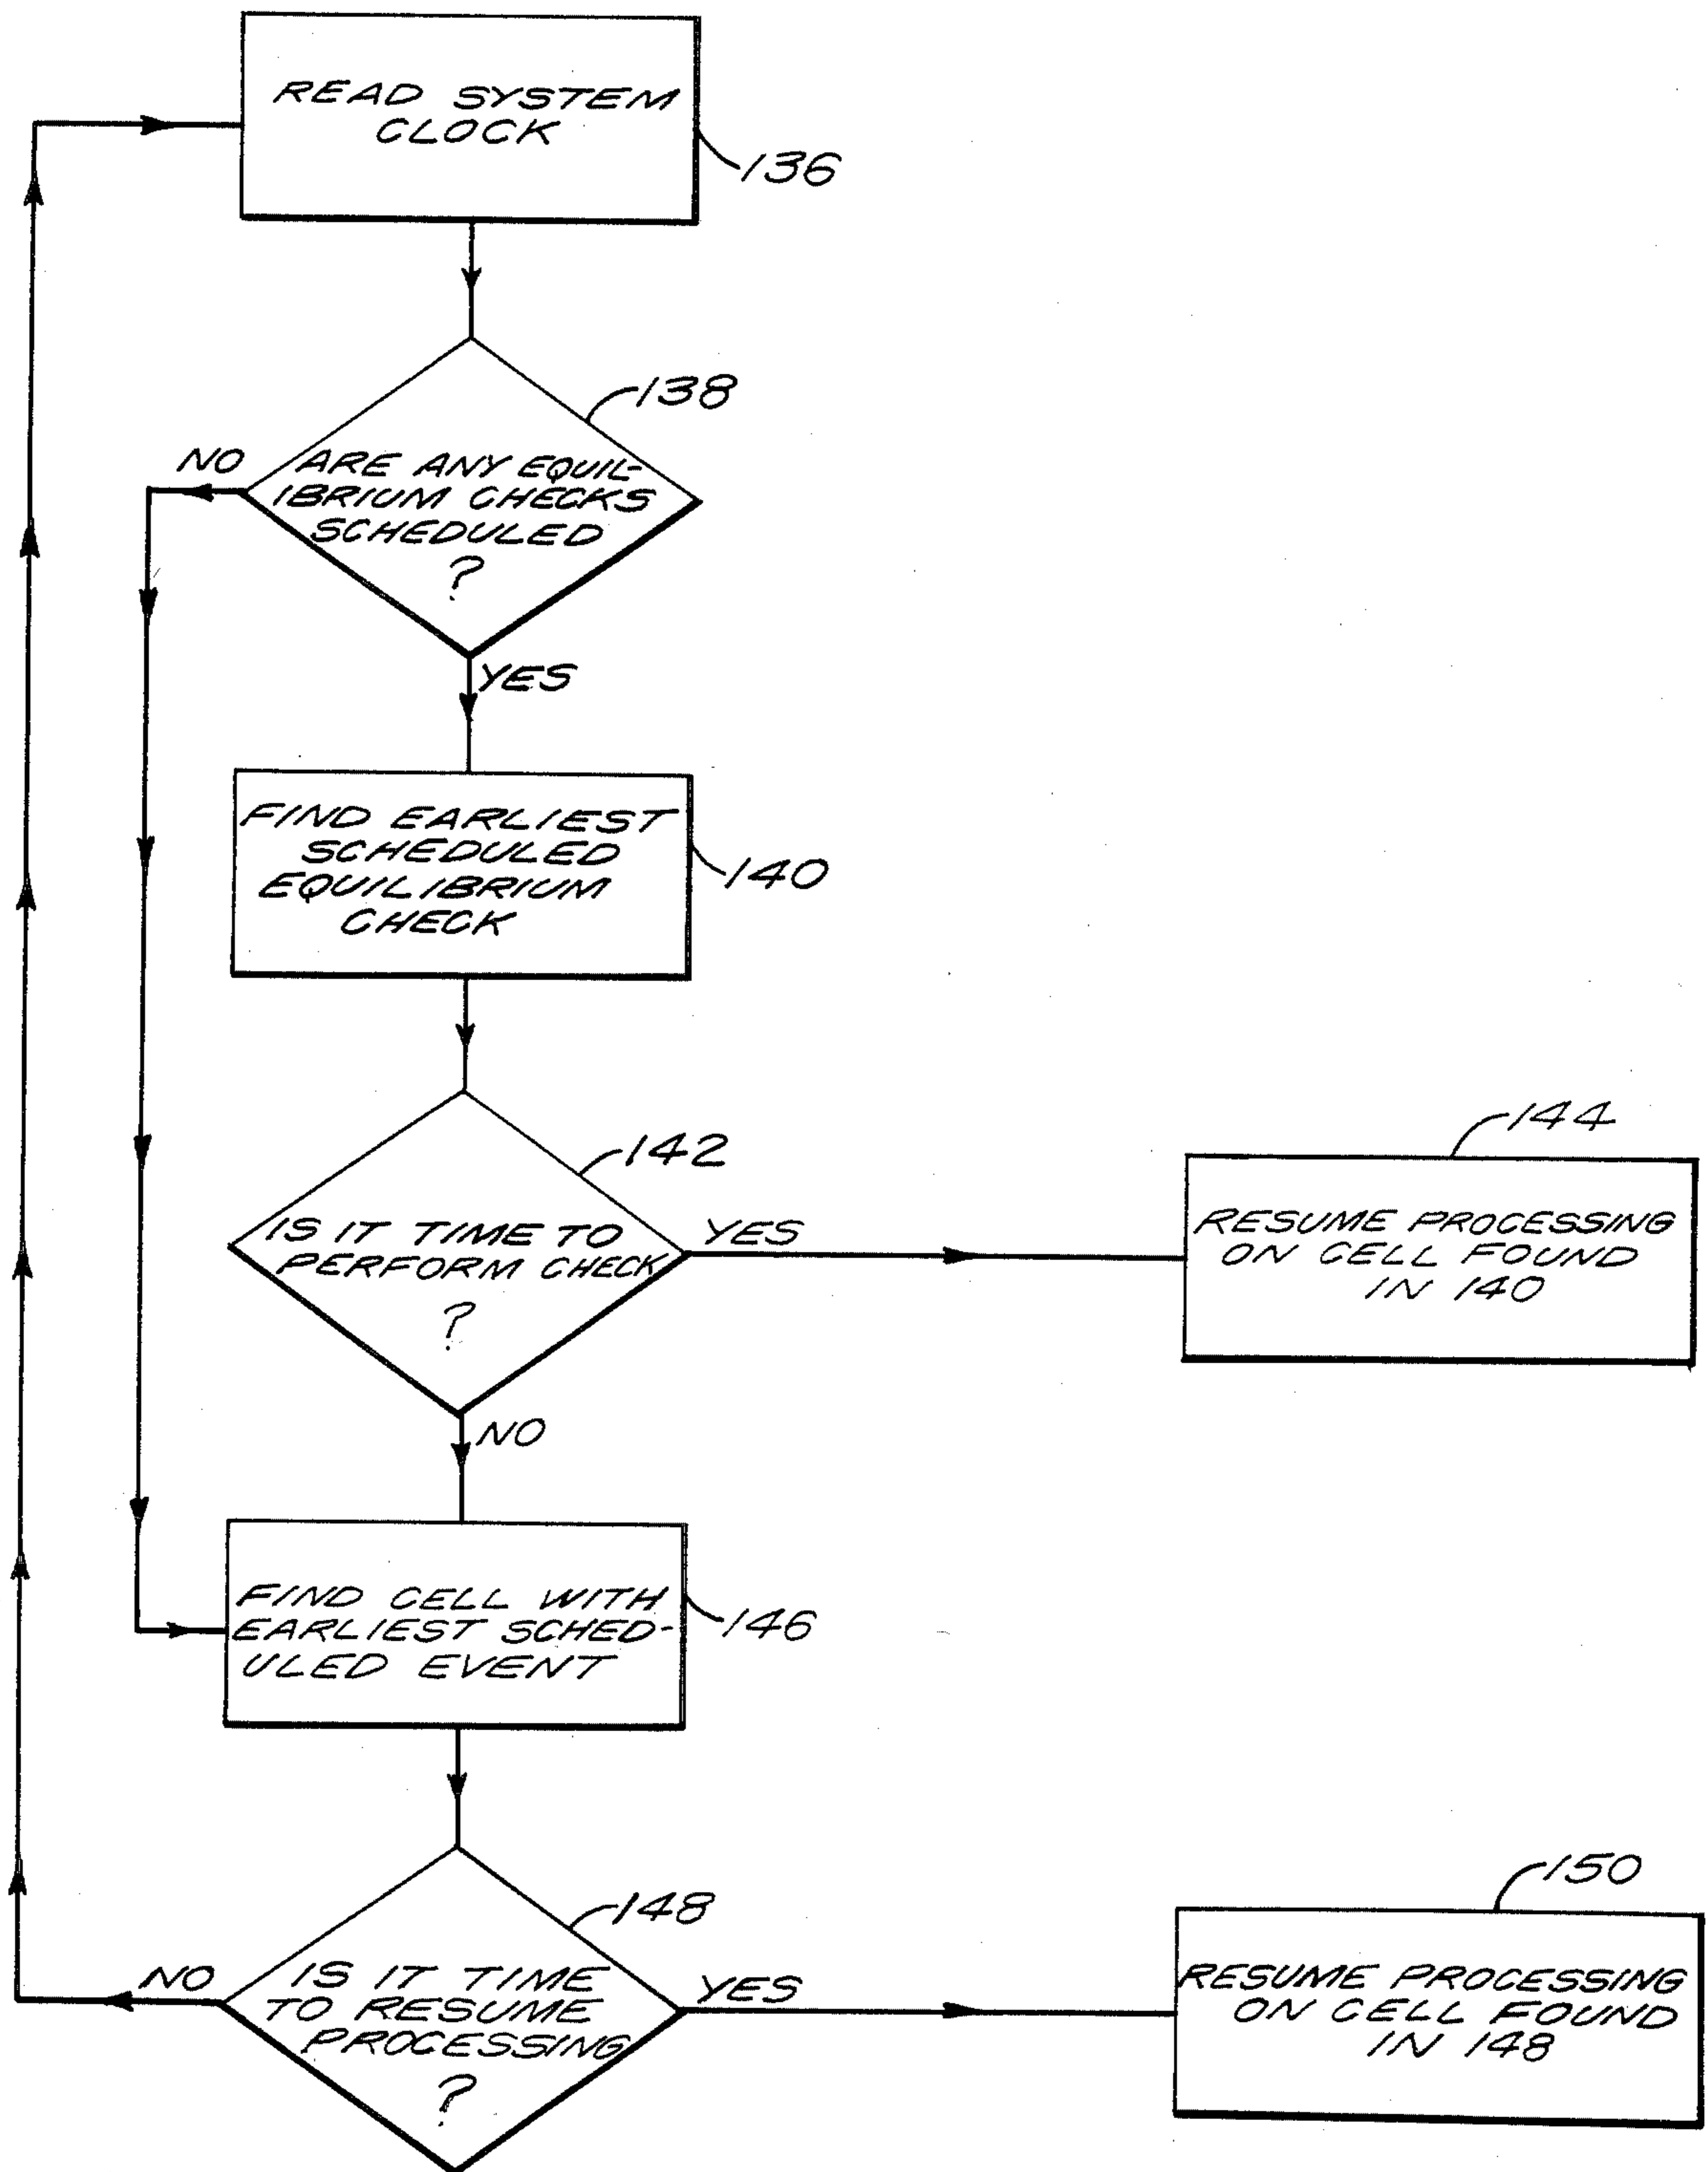 READ SYSTEM
CLOCK
136
138
NO
ARE ANY EQUIL-
IBRIUM CHECKS
SCHEDULED
?
YES
FIND EARLIEST
SCHEDULED
EQUILIBRIUM
CHECK
140
142
IS IT TIME TO
PERFORM CHECK
?
YES
144
RESUME PROCESSING
ON CELL FOUND
IN 140
NO
FIND CELL WITH
EARLIEST SCHED-
ULED EVENT
146
148
NO
IS IT TIME
TO RESUME
PROCESSING
?
YES
150
RESUME PROCESSING
ON CELL FOUND
IN 148